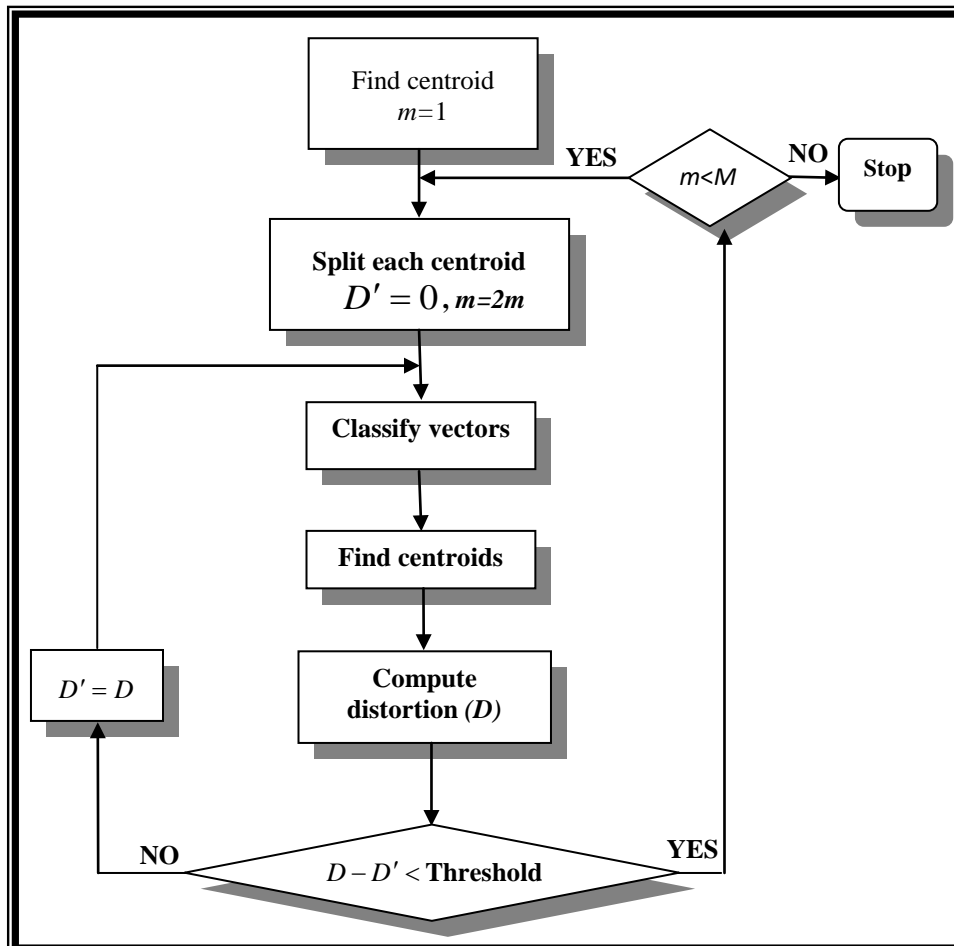 Find centroid
m=1
YES
m<M
NO
Stop
Split each centroid
D′ = 0, m=2m
Classify vectors
Find centroids
Compute
distortion (D)
D′ = D
NO
D − D′ < Threshold
YES